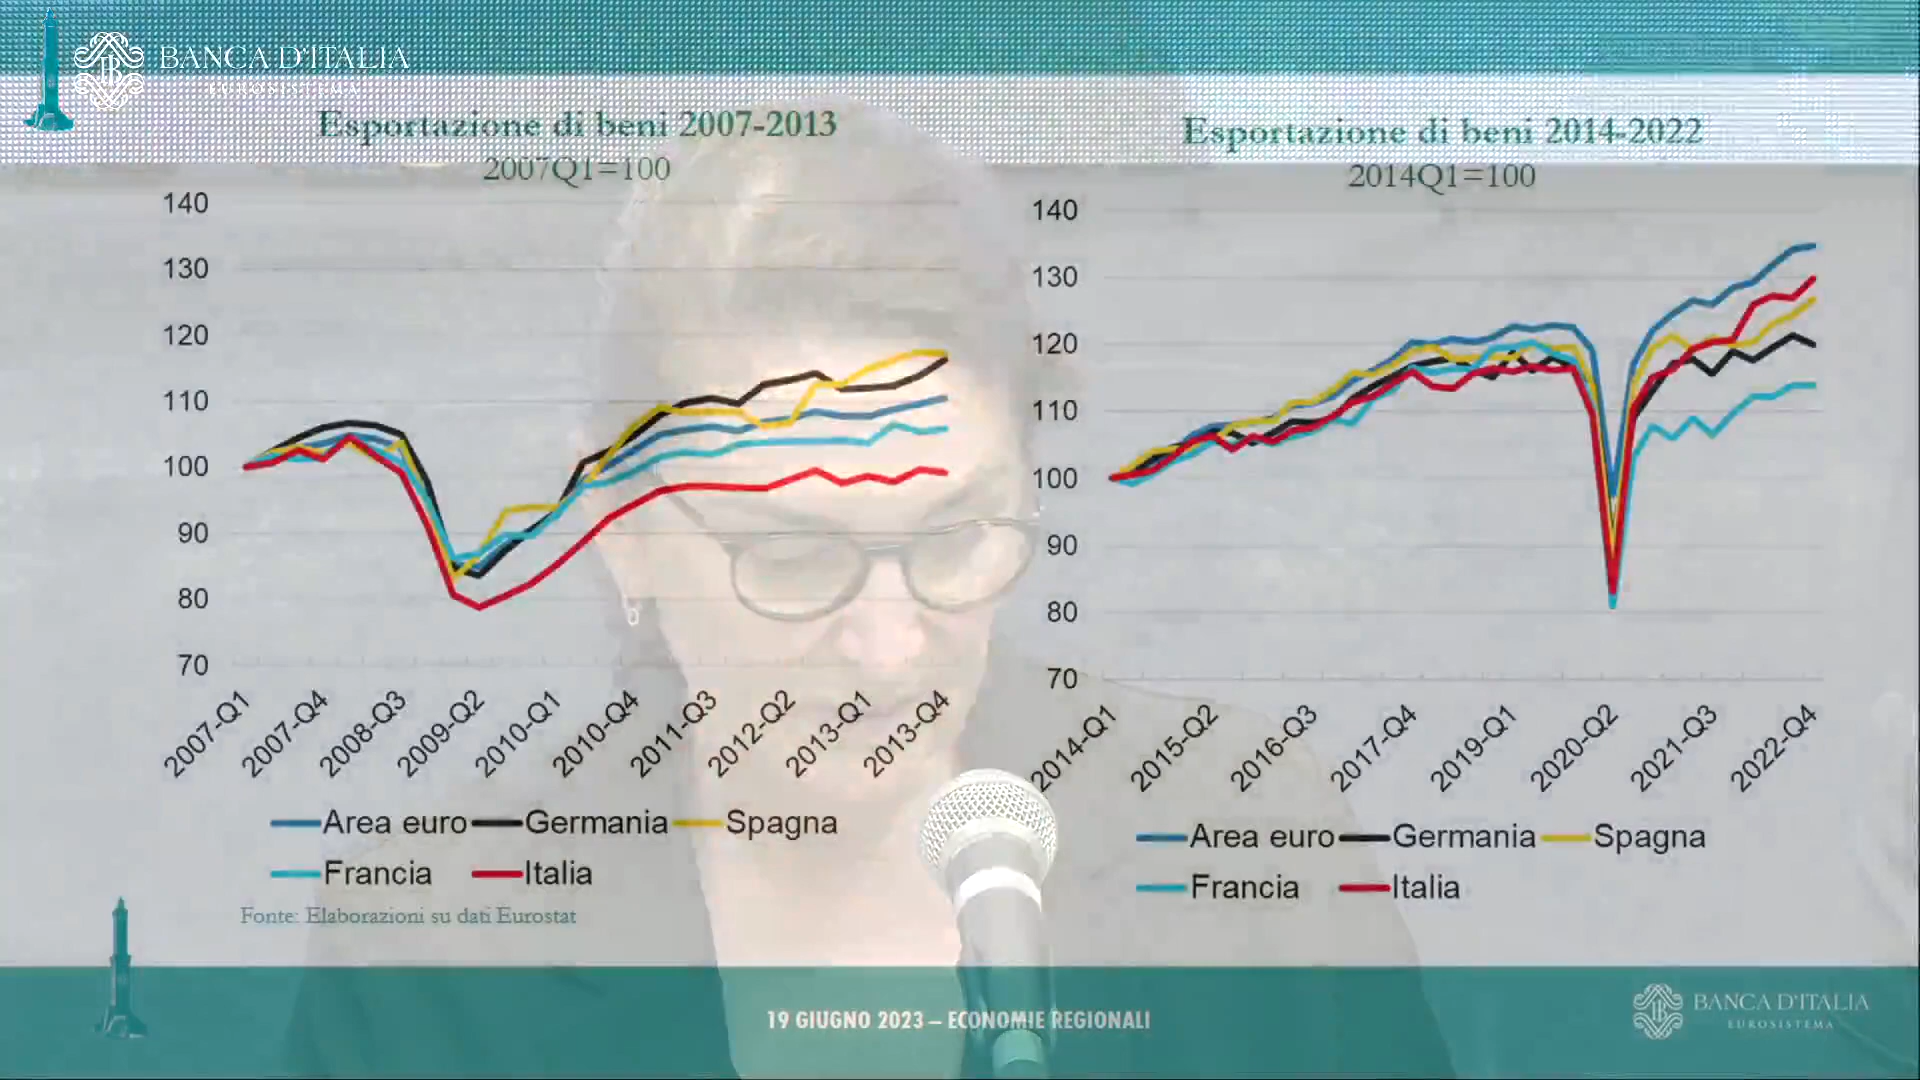 BANCA D'ITALIA
EUROSISTEMA
Esportazione di beni 2007-2013
2007Q1=100
140
130
120
110
100
90
80
70
2007-Q1
2007-Q4
2008-Q3
2009-Q2
2010-Q1
2010-Q4
2011-Q3
2012-Q2
2013-Q1
2013-Q4
Area euro
Germania
Spagna
Francia
Italia
Fonte: Elaborazioni su dati Eurostat
Esportazione di beni 2014-2022
2014Q1=100
140
130
120
110
100
90
80
70
2014-Q1
2015-Q2
2016-Q3
2017-Q4
2019-Q1
2020-Q2
2021-Q3
2022-Q4
Area euro
Germania
Spagna
Francia
Italia
19 GIUGNO 2023 – ECONOMIE REGIONALI
BANCA D'ITALIA
EUROSISTEMA